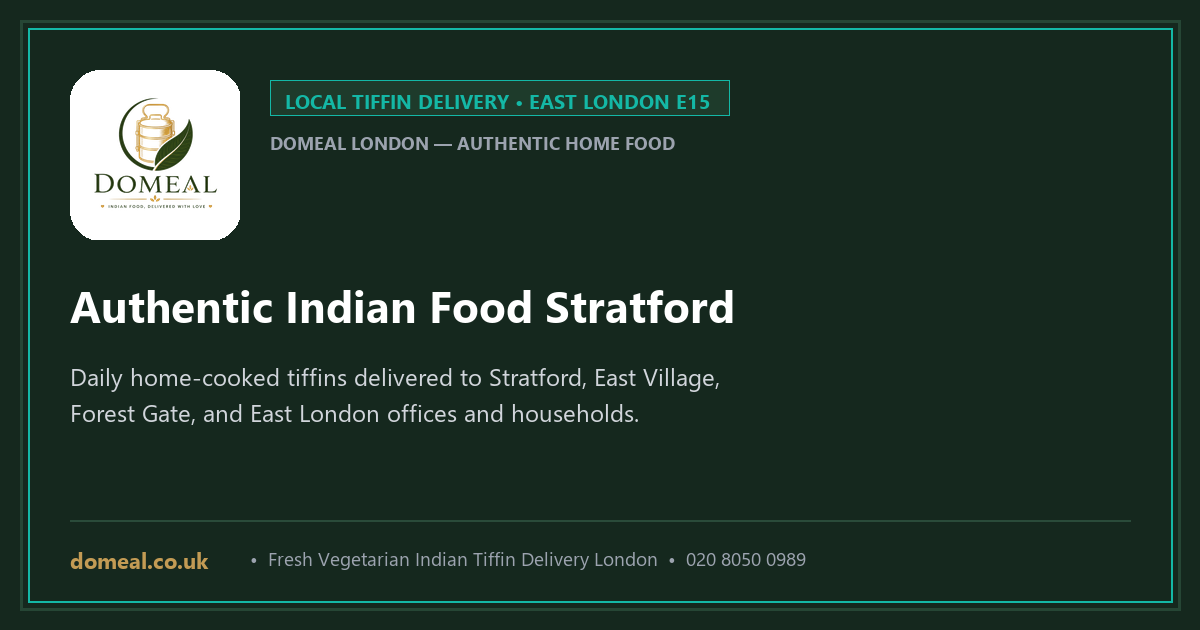 DOMEAL
INDIAN FOOD, DELIVERED WITH LOVE
LOCAL TIFFIN DELIVERY • EAST LONDON E15
DOMEAL LONDON — AUTHENTIC HOME FOOD
Authentic Indian Food Stratford
Daily home-cooked tiffins delivered to Stratford, East Village,
Forest Gate, and East London offices and households.
domeal.co.uk • Fresh Vegetarian Indian Tiffin Delivery London • 020 8050 0989